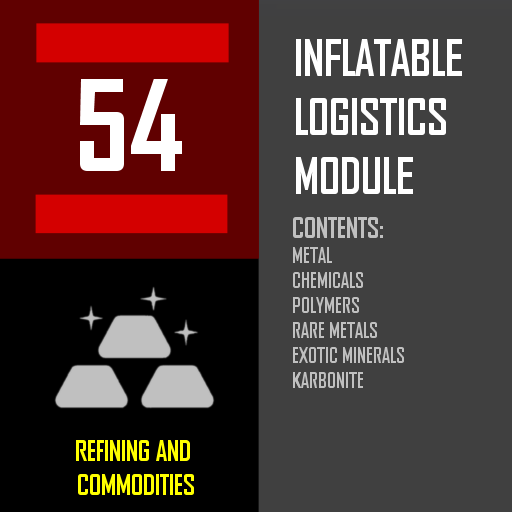 54
REFINING AND
COMMODITIES
INFLATABLE
LOGISTICS
MODULE
CONTENTS:
METAL
CHEMICALS
POLYMERS
RARE METALS
EXOTIC MINERALS
KARBONITE